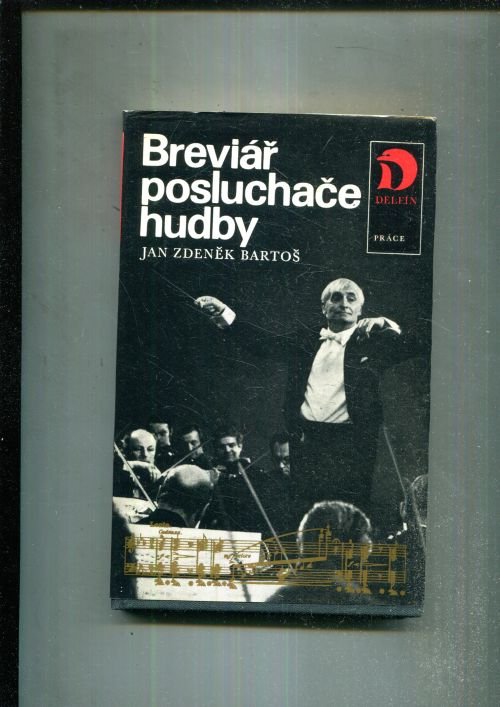 Breviář
posluchače
hudby
JAN ZDENĚK BARTOŠ
DELFÍN
PRÁCE